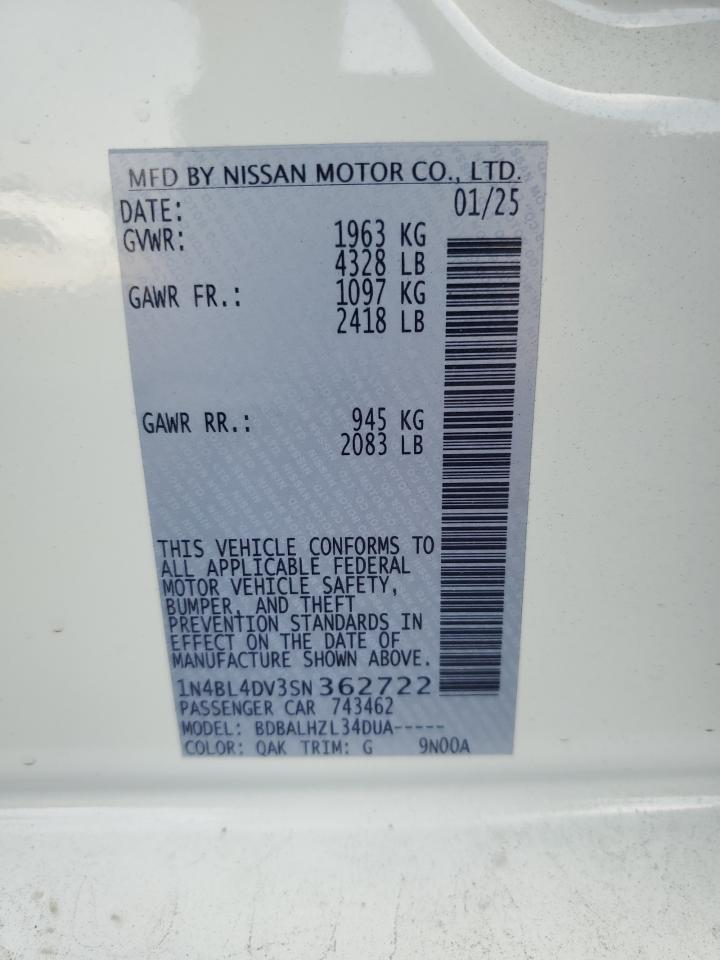 MFD BY NISSAN MOTOR CO., LTD.
DATE: 01/25
GVWR: 1963 KG
4328 LB
GAWR FR.: 1097 KG
2418 LB
GAWR RR.: 945 KG
2083 LB
THIS VEHICLE CONFORMS TO
ALL APPLICABLE FEDERAL
MOTOR VEHICLE SAFETY,
BUMPER, AND THEFT
PREVENTION STANDARDS IN
EFFECT ON THE DATE OF
MANUFACTURE SHOWN ABOVE.
1N4BL4DV3SN 362722
PASSENGER CAR 743462
MODEL: BDBALHZL34DUA-----
COLOR: QAK TRIM: G 9N00A